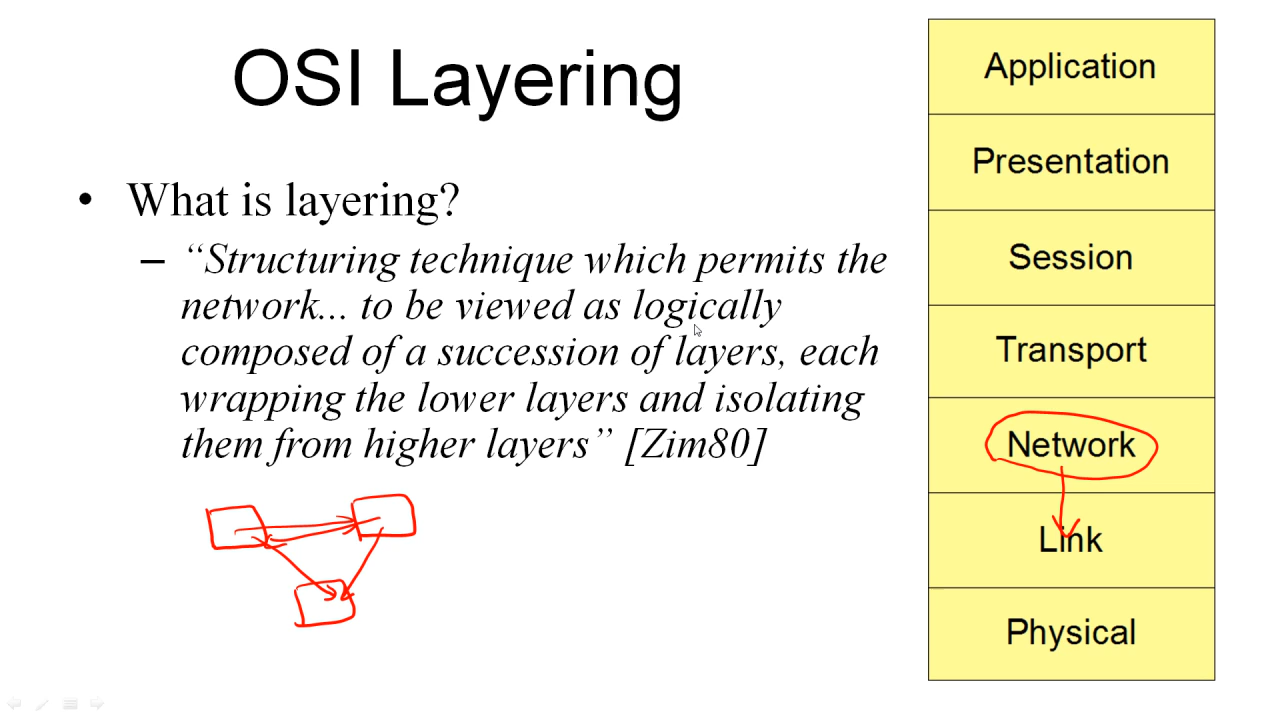 OSI Layering
• What is layering?
– “Structuring technique which permits the
network... to be viewed as logically
composed of a succession of layers, each
wrapping the lower layers and isolating
them from higher layers” [Zim80]
Application
Presentation
Session
Transport
Network
Link
Physical